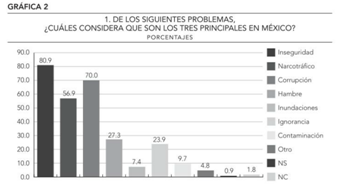 GRÁFICA 2
1. DE LOS SIGUIENTES PROBLEMAS,
¿CUÁLES CONSIDERA QUE SON LOS TRES PRINCIPALES EN MÉXICO?
PORCENTAJES
90.0
80.0
70.0
60.0
50.0
40.0
30.0
20.0
10.0
0.0
80.9
56.9
70.0
27.3
7.4
23.9
9.7
4.8
0.9
1.8
Inseguridad
Narcotráfico
Corrupción
Hambre
Inundaciones
Ignorancia
Contaminación
Otro
NS
NC